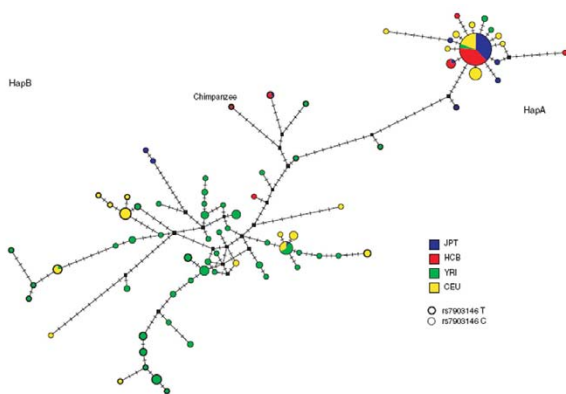 HapB
Chimpanzee
HapA
JPT
HCB
YRI
CEU
rs7903146 T
rs7903146 C